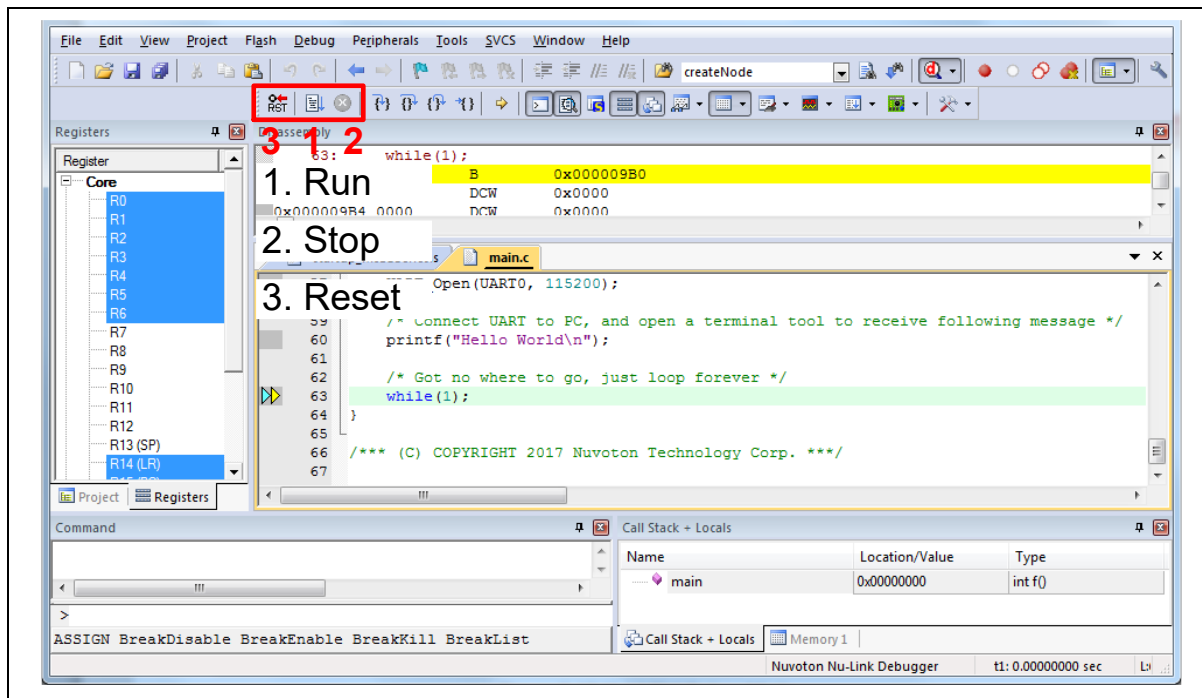 File Edit View Project Flash Debug Peripherals Tools SVCS Window Help
createNode
RST
3 1 2
Registers
Disassembly
Register
Core
R0
R1
R2
R3
R4
R5
R6
R7
R8
R9
R10
R11
R12
R13 (SP)
R14 (LR)
Project Registers
63: while(1);
B 0x000009B0
DCW 0x0000
0x000009B4 0000 DCW 0x0000
1. Run
2. Stop
3. Reset
main.c
Open(UART0, 115200);
59 /* Connect UART to PC, and open a terminal tool to receive following message */
60 printf("Hello World\n");
61
62 /* Got no where to go, just loop forever */
63 while(1);
64 }
65
66 /*** (C) COPYRIGHT 2017 Nuvoton Technology Corp. ***/
67
Command
>
ASSIGN BreakDisable BreakEnable BreakKill BreakList
Call Stack + Locals
Name Location/Value Type
main 0x00000000 int f()
Call Stack + Locals Memory 1
Nuvoton Nu-Link Debugger t1: 0.00000000 sec